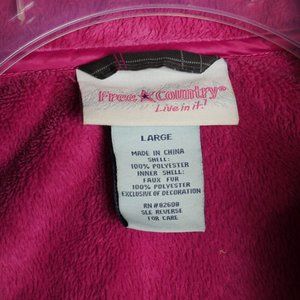 Free Country®
Live in it!
LARGE
MADE IN CHINA
SHELL:
100% POLYESTER
INNER SHELL:
FAUX FUR
100% POLYESTER
EXCLUSIVE OF DECORATION
RN #82600
SEE REVERSE
FOR CARE